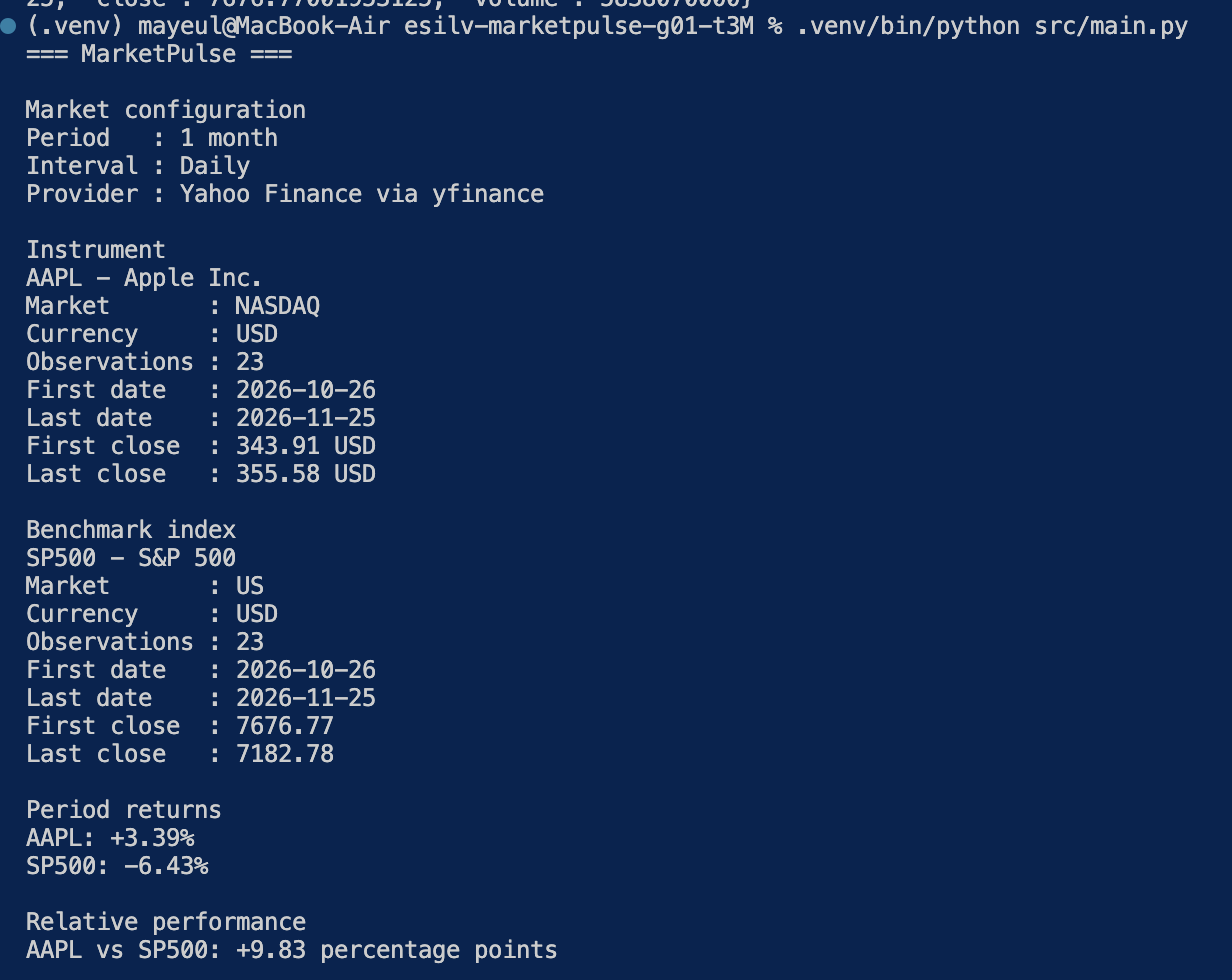 (.venv) mayeul@MacBook-Air esilv-marketpulse-g01-t3M % .venv/bin/python src/main.py
=== MarketPulse ===

Market configuration
Period   : 1 month
Interval : Daily
Provider : Yahoo Finance via yfinance

Instrument
AAPL - Apple Inc.
Market       : NASDAQ
Currency     : USD
Observations : 23
First date   : 2026-10-26
Last date    : 2026-11-25
First close  : 343.91 USD
Last close   : 355.58 USD

Benchmark index
SP500 - S&P 500
Market       : US
Currency     : USD
Observations : 23
First date   : 2026-10-26
Last date    : 2026-11-25
First close  : 7676.77
Last close   : 7182.78

Period returns
AAPL: +3.39%
SP500: -6.43%

Relative performance
AAPL vs SP500: +9.83 percentage points